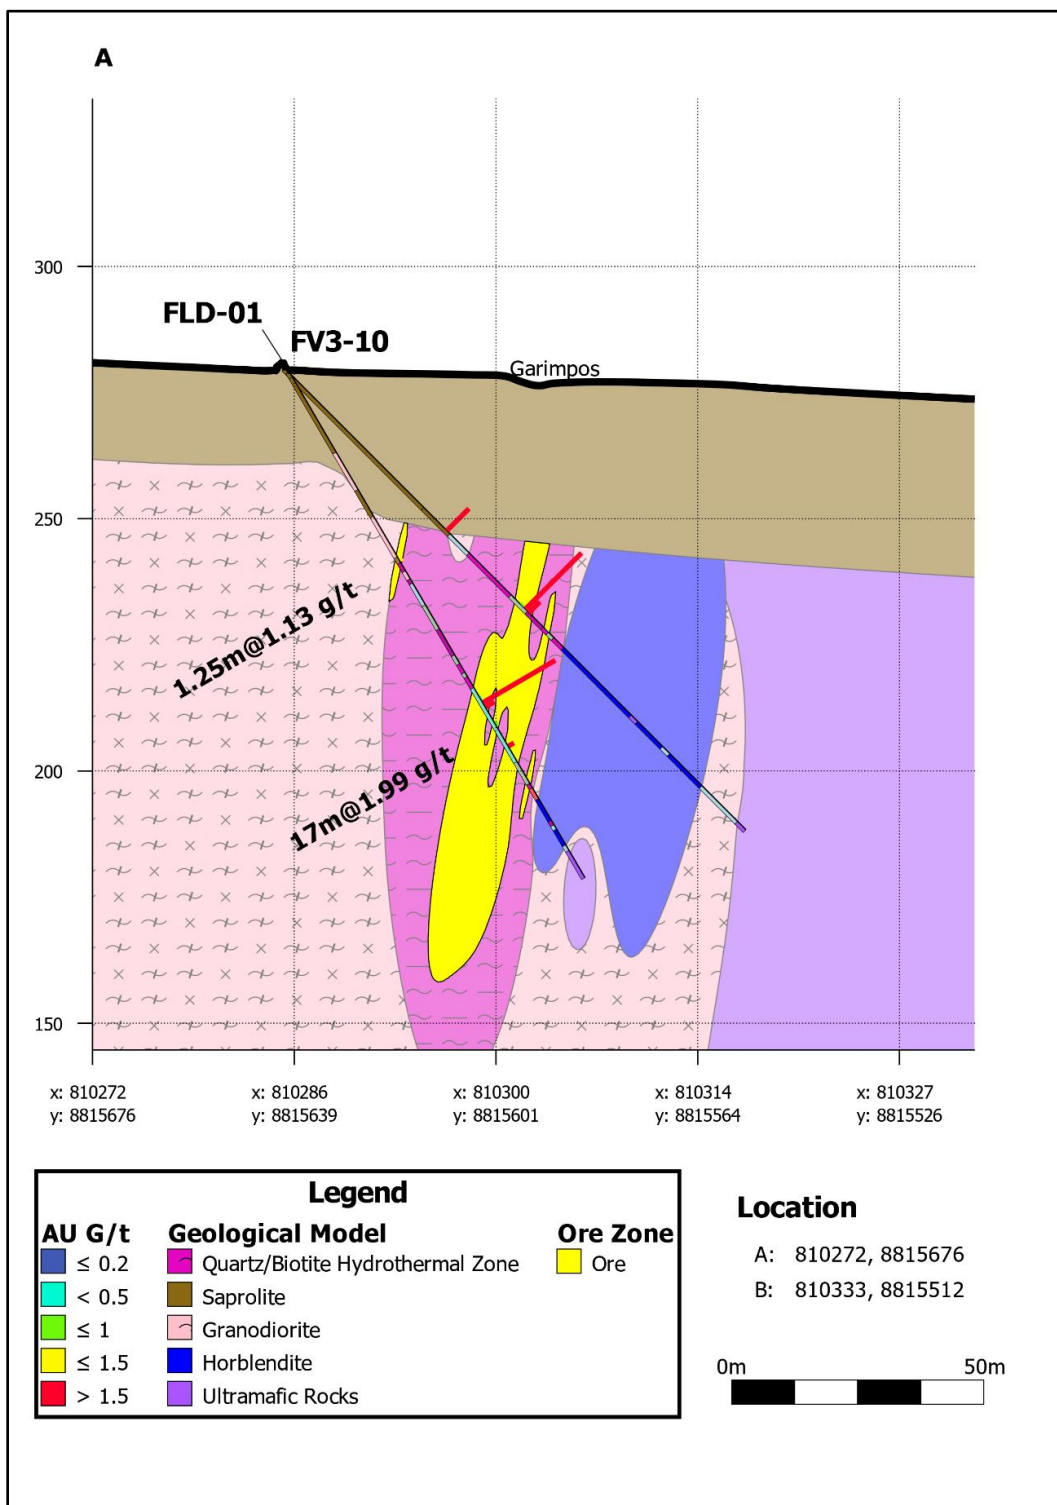 A
300
FLD-01
FV3-10
Garimpos
250
1.25m@1.13 g/t
200
17m@1.99 g/t
150
x: 810272
y: 8815676
x: 810286
y: 8815639
x: 810300
y: 8815601
x: 810314
y: 8815564
x: 810327
y: 8815526
Legend
AU G/t
≤ 0.2
< 0.5
≤ 1
≤ 1.5
> 1.5
Geological Model
Quartz/Biotite Hydrothermal Zone
Saprolite
Granodiorite
Horblendite
Ultramafic Rocks
Ore Zone
Ore
Location
A: 810272, 8815676
B: 810333, 8815512
0m 50m